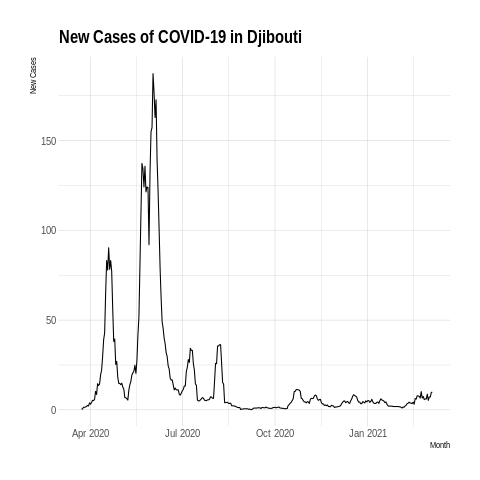 New Cases of COVID-19 in Djibouti
New Cases
150
100
50
0
Apr 2020 Jul 2020 Oct 2020 Jan 2021
Month